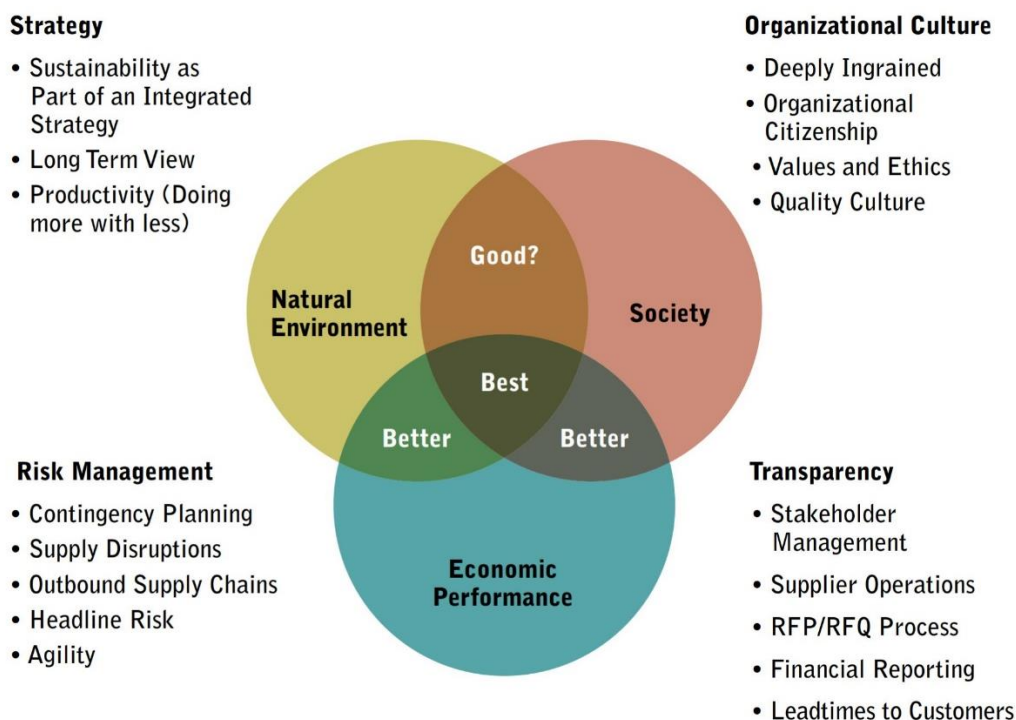 Strategy
• Sustainability as
Part of an Integrated
Strategy
• Long Term View
• Productivity (Doing
more with less)
Organizational Culture
• Deeply Ingrained
• Organizational
Citizenship
• Values and Ethics
• Quality Culture
Good?
Natural
Environment
Society
Best
Better
Better
Economic
Performance
Risk Management
• Contingency Planning
• Supply Disruptions
• Outbound Supply Chains
• Headline Risk
• Agility
Transparency
• Stakeholder
Management
• Supplier Operations
• RFP/RFQ Process
• Financial Reporting
• Leadtimes to Customers